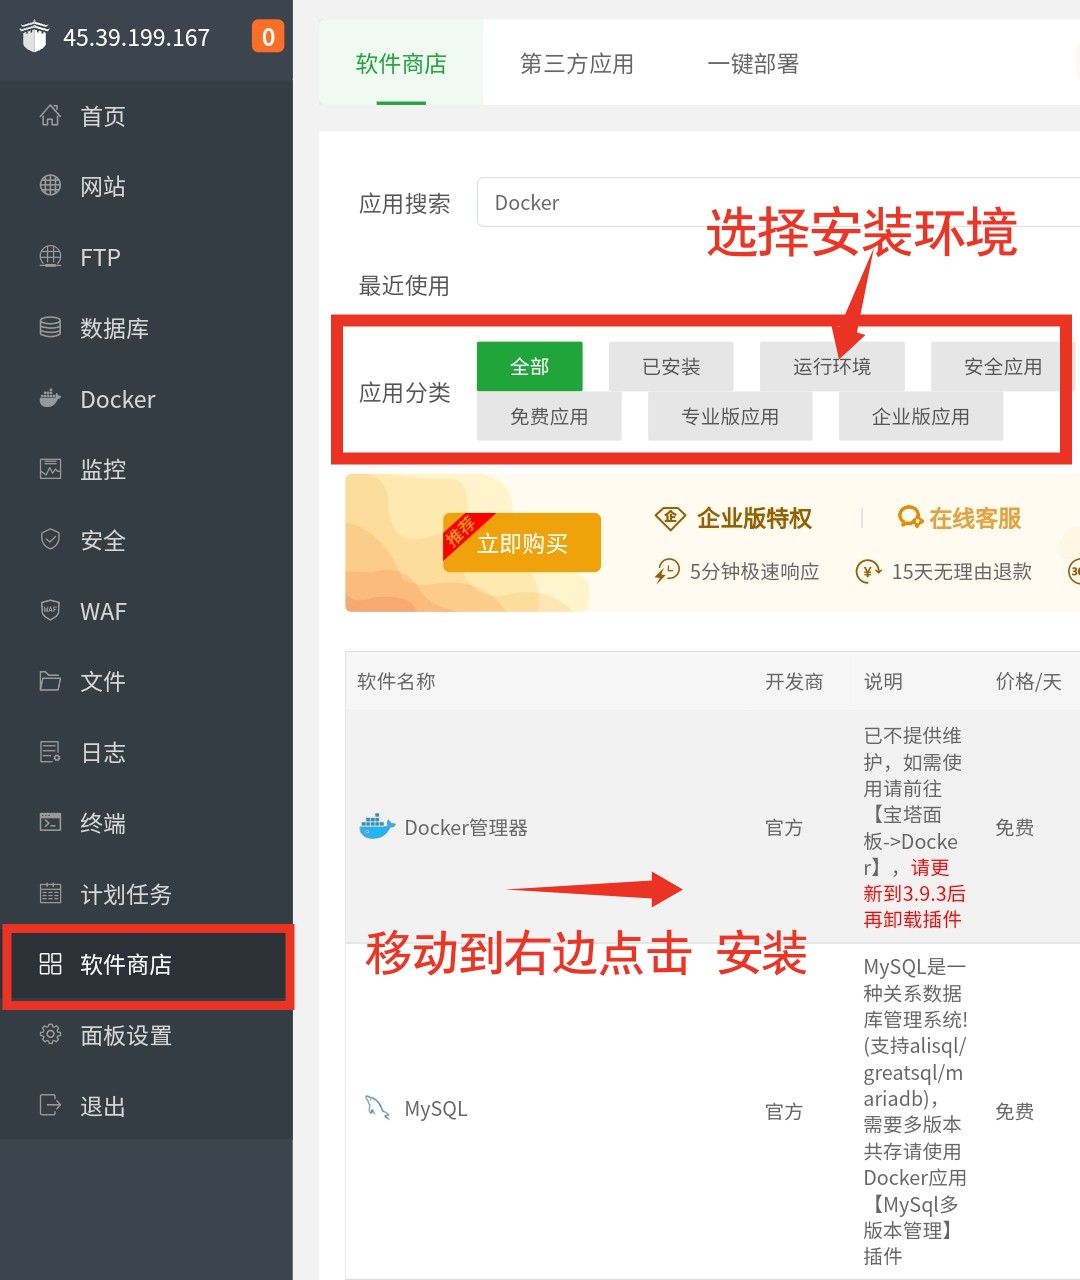 45.39.199.167
0
首页
网站
FTP
数据库
Docker
监控
安全
WAF
文件
日志
终端
计划任务
软件商店
面板设置
退出
软件商店
第三方应用
一键部署
应用搜索
Docker
选择安装环境
最近使用
应用分类
全部
已安装
运行环境
安全应用
免费应用
专业版应用
企业版应用
推荐
立即购买
企业版特权
在线客服
5分钟极速响应
15天无理由退款
软件名称
开发商
说明
价格/天
Docker管理器
官方
已不提供维
护，如需使
用请前往
【宝塔面
板->Docke
r】，请更
新到3.9.3后
再卸载插件
免费
移动到右边点击 安装
MySQL
官方
MySQL是一
种关系数据
库管理系统!
(支持alisql/
greatsql/m
ariadb)，
需要多版本
共存请使用
Docker应用
【MySql多
版本管理】
插件
免费